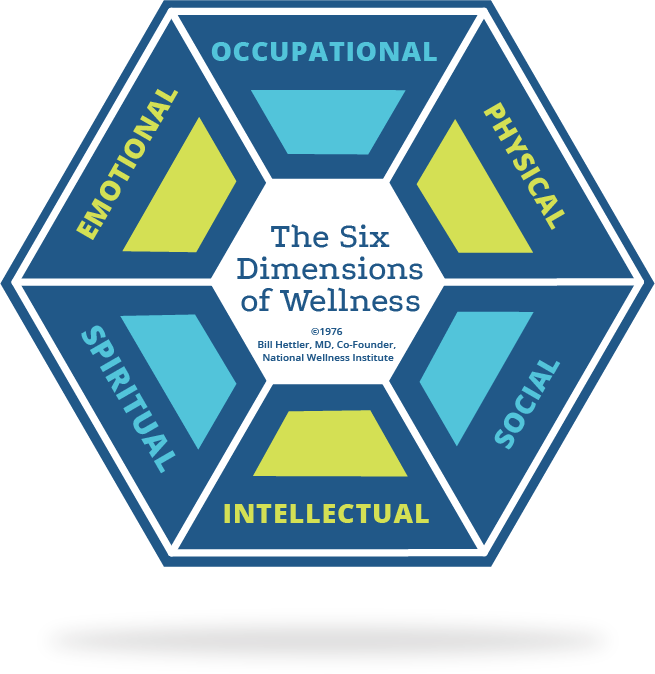 OCCUPATIONAL
EMOTIONAL
PHYSICAL
The Six
Dimensions
of Wellness
©1976
Bill Hettler, MD, Co-Founder,
National Wellness Institute
SPIRITUAL
SOCIAL
INTELLECTUAL